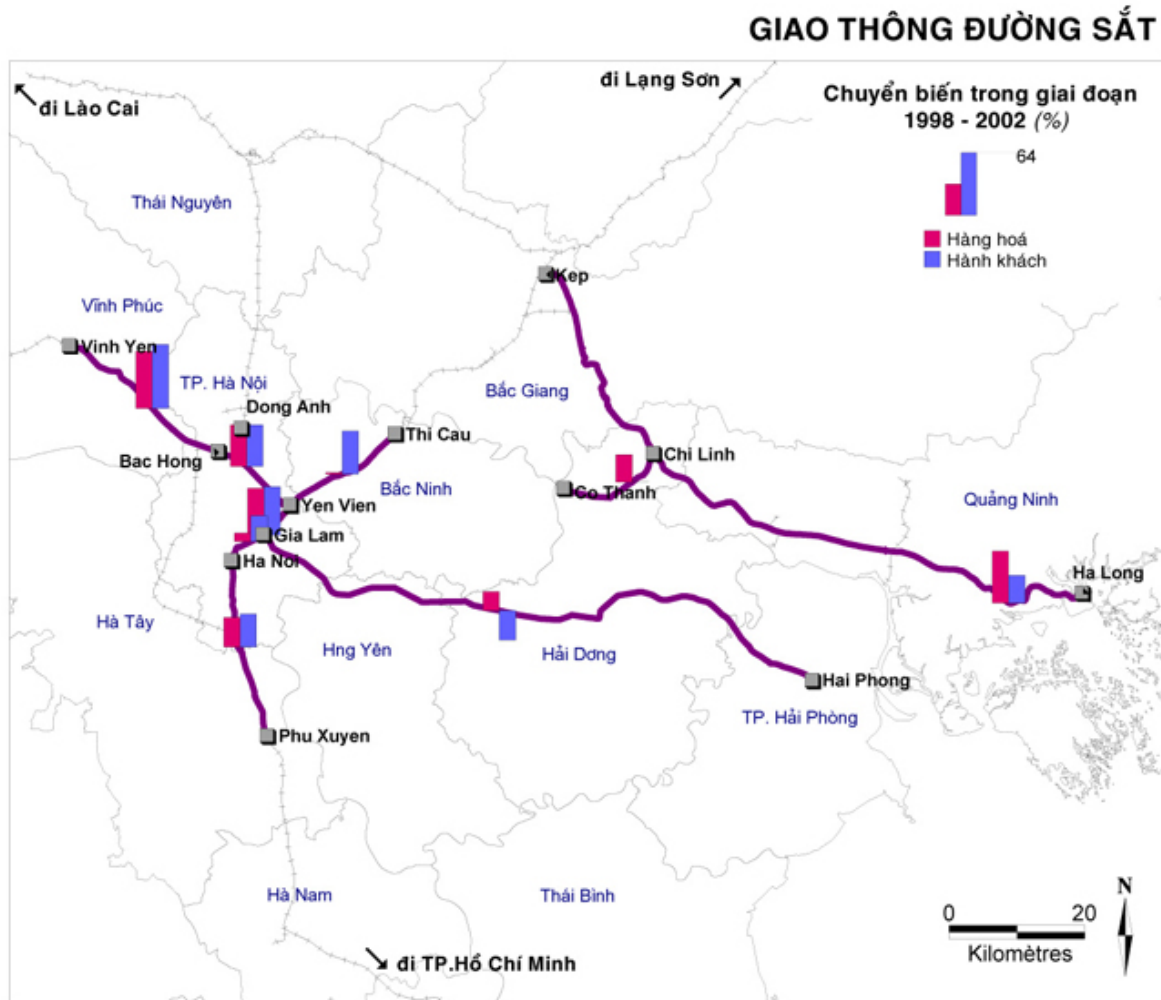 GIAO THÔNG ĐƯỜNG SẮT
đi Lào Cai
đi Lạng Sơn
Chuyển biến trong giai đoạn
1998 - 2002 (%)
64
Hàng hoá
Hành khách
Thái Nguyên
Kep
Vĩnh Phúc
Vinh Yen
TP. Hà Nội
Bắc Giang
Dong Anh
Thi Cau
Bac Hong
Chi Linh
Bắc Ninh
Co Thanh
Quảng Ninh
Yen Vien
Gia Lam
Ha Noi
Ha Long
Hà Tây
Hng Yên
Hải Dơng
Hai Phong
TP. Hải Phòng
Phu Xuyen
Hà Nam
Thái Bình
N
0 20
Kilomètres
đi TP.Hồ Chí Minh